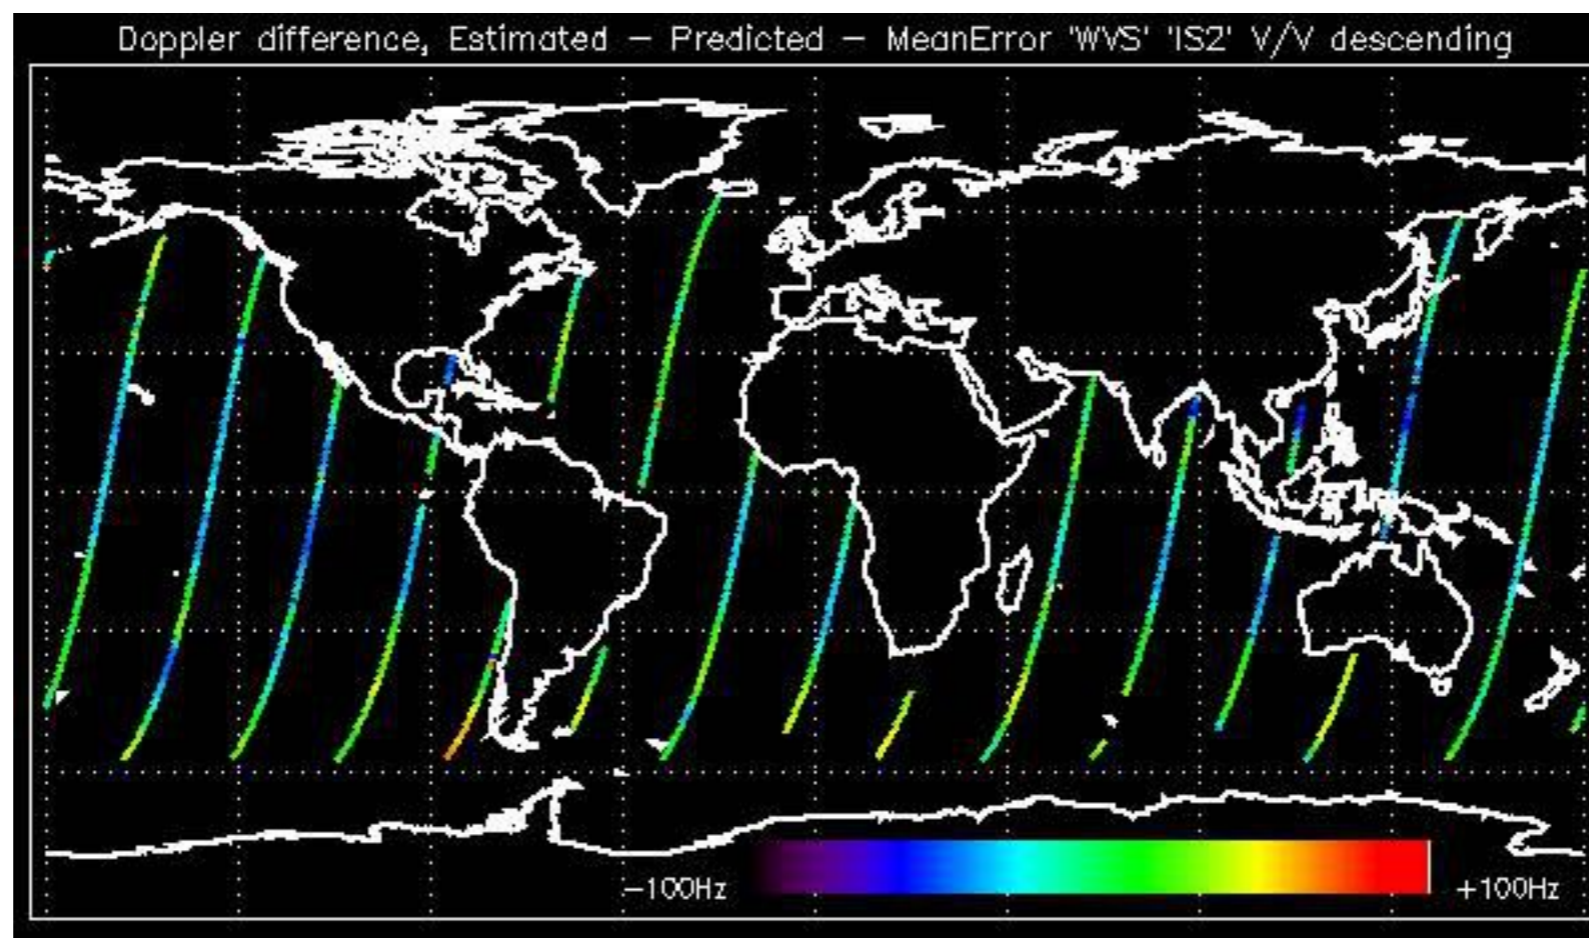 Doppler difference, Estimated — Predicted — MeanError 'WVS' 'IS2' V/V descending
−100Hz
+100Hz